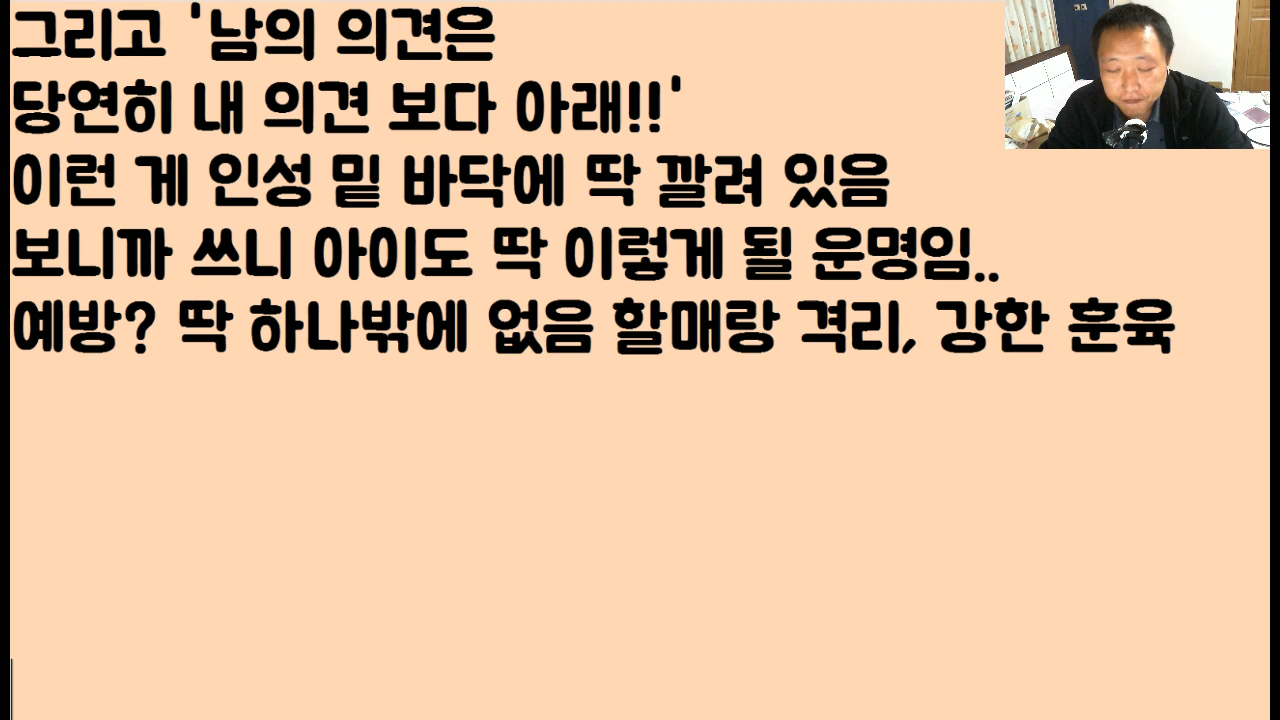 그리고 '남의 의견은
당연히 내 의견 보다 아래!!'
이런 게 인성 밑 바닥에 딱 깔려 있음
보니까 쓰니 아이도 딱 이렇게 될 운명임..
예방? 딱 하나밖에 없음 할매랑 격리, 강한 훈육